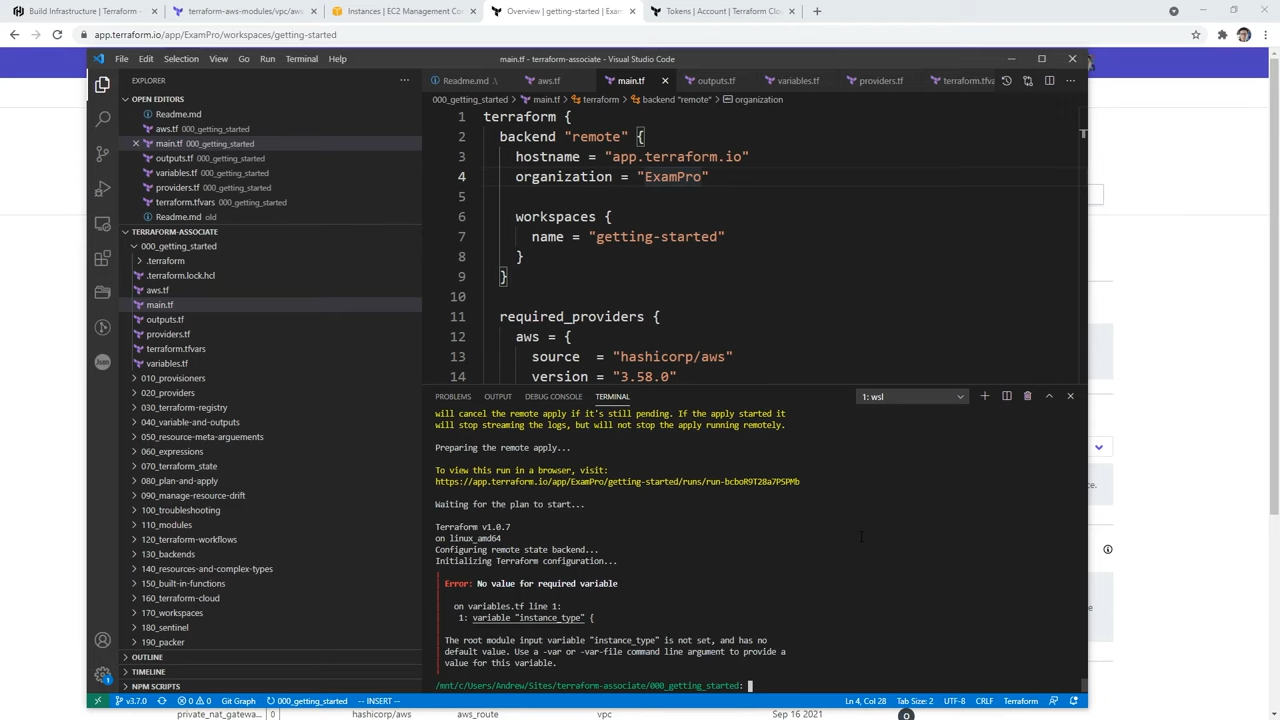 Build Infrastructure | Terraform -
terraform-aws-modules/vpc/aws
Instances | EC2 Management Con
Overview | getting-started | Exam
Tokens | Account | Terraform Clou
app.terraform.io/app/ExamPro/workspaces/getting-started
File Edit Selection View Go Run Terminal Help
main.tf - terraform-associate - Visual Studio Code
EXPLORER
OPEN EDITORS
Readme.md
aws.tf 000_getting_started
main.tf 000_getting_started
outputs.tf 000_getting_started
variables.tf 000_getting_started
providers.tf 000_getting_started
terraform.tfvars 000_getting_started
Readme.md old
TERRAFORM-ASSOCIATE
000_getting_started
.terraform
.terraform.lock.hcl
aws.tf
main.tf
outputs.tf
providers.tf
terraform.tfvars
variables.tf
010_provisioners
020_providers
030_terraform-registry
040_variable-and-outputs
050_resource-meta-arguements
060_expressions
070_terraform_state
080_plan-and-apply
090_manage-resource-drift
100_troubleshooting
110_modules
120_terraform-workflows
130_backends
140_resources-and-complex-types
150_built-in-functions
160_terraform-cloud
170_workspaces
180_sentinel
190_packer
OUTLINE
TIMELINE
NPM SCRIPTS
Readme.md aws.tf main.tf outputs.tf variables.tf providers.tf terraform.tfva
000_getting_started > main.tf > terraform > backend "remote" > organization
1 terraform {
2 backend "remote" {
3 hostname = "app.terraform.io"
4 organization = "ExamPro"
5
6 workspaces {
7 name = "getting-started"
8 }
9 }
10
11 required_providers {
12 aws = {
13 source = "hashicorp/aws"
14 version = "3.58.0"
PROBLEMS OUTPUT DEBUG CONSOLE TERMINAL
1: wsl
will cancel the remote apply if it's still pending. If the apply started it
will stop streaming the logs, but will not stop the apply running remotely.
Preparing the remote apply...
To view this run in a browser, visit:
https://app.terraform.io/app/ExamPro/getting-started/runs/run-bcboR9T28a7PSPMb
Waiting for the plan to start...
Terraform v1.0.7
on linux_amd64
Configuring remote state backend...
Initializing Terraform configuration...
Error: No value for required variable
on variables.tf line 1:
1: variable "instance_type" {
The root module input variable "instance_type" is not set, and has no
default value. Use a -var or -var-file command line argument to provide a
value for this variable.
/mnt/c/Users/Andrew/Sites/terraform-associate/000_getting_started:
v3.7.0 0 0 Git Graph 000_getting_started -- INSERT --
Ln 4, Col 28 Tab Size: 2 UTF-8 CRLF Terraform
private_nat_gatewa... hashicorp/aws aws_route vpc Sep 16 2021